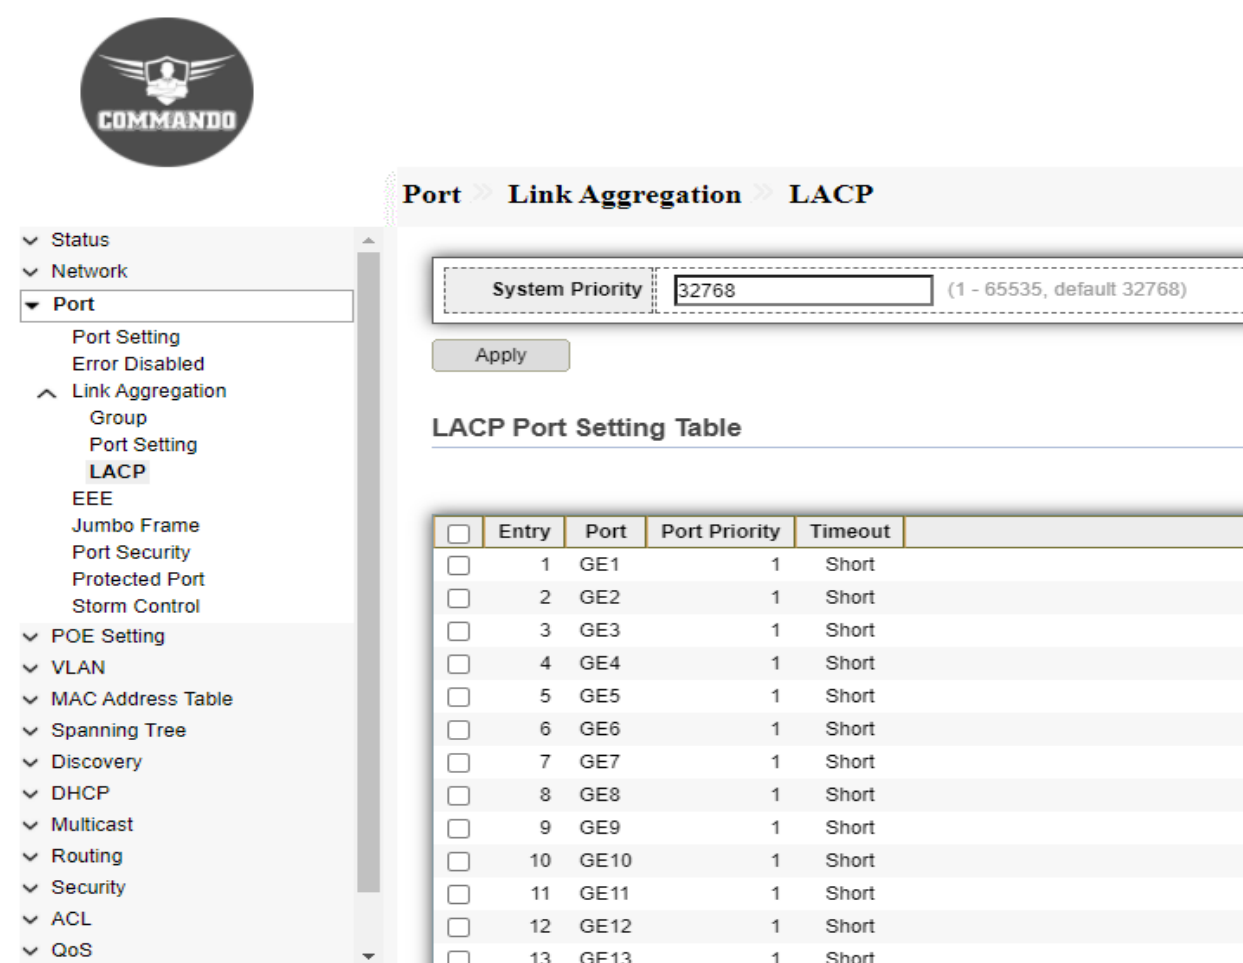 COMMANDO
Port » Link Aggregation » LACP
Status
Network
Port
Port Setting
Error Disabled
Link Aggregation
Group
Port Setting
LACP
EEE
Jumbo Frame
Port Security
Protected Port
Storm Control
POE Setting
VLAN
MAC Address Table
Spanning Tree
Discovery
DHCP
Multicast
Routing
Security
ACL
QoS
System Priority 32768 (1 - 65535, default 32768)
Apply
LACP Port Setting Table
Entry Port Port Priority Timeout
1 GE1 1 Short
2 GE2 1 Short
3 GE3 1 Short
4 GE4 1 Short
5 GE5 1 Short
6 GE6 1 Short
7 GE7 1 Short
8 GE8 1 Short
9 GE9 1 Short
10 GE10 1 Short
11 GE11 1 Short
12 GE12 1 Short
13 GE13 1 Short